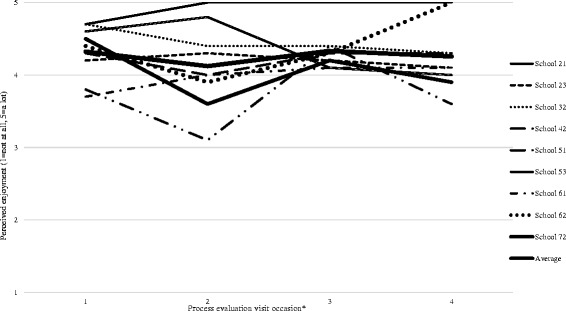 5
4
3
2
1
Perceived enjoyment (1=not at all, 5=a lot)
1 2 3 4
Process evaluation visit occasion*
School 21
School 23
School 32
School 42
School 51
School 53
School 61
School 62
School 72
Average